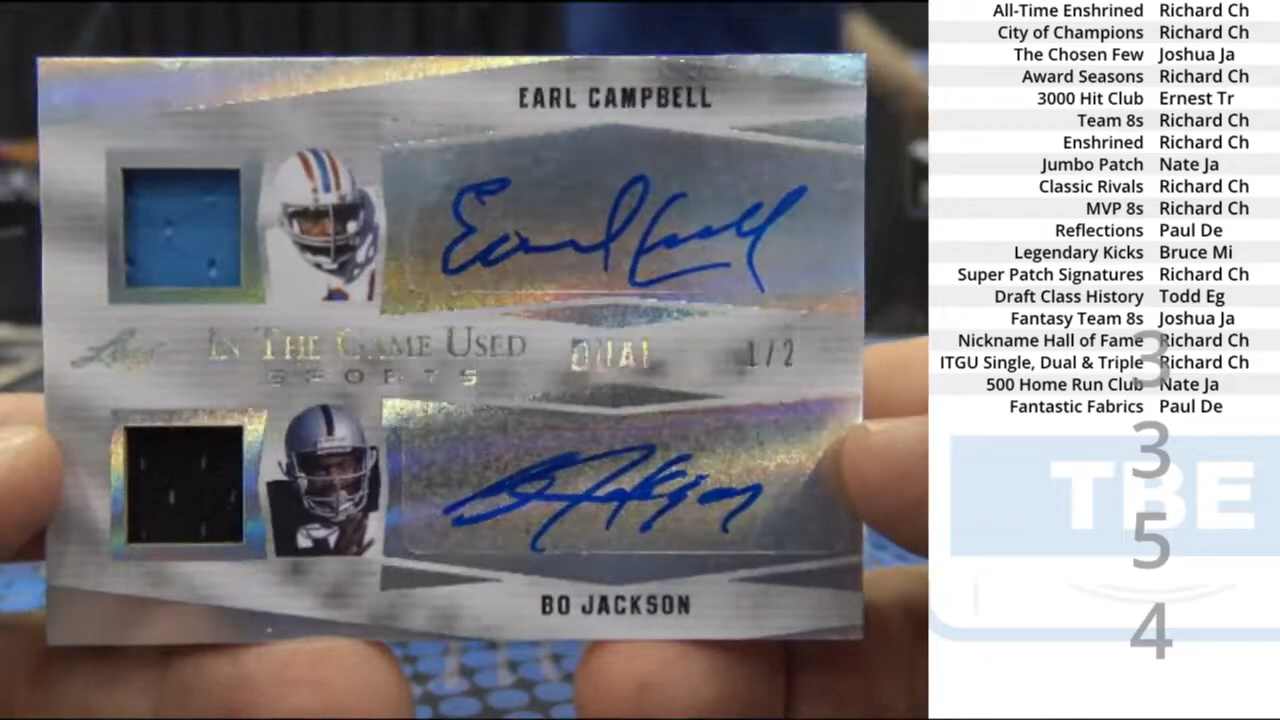 EARL CAMPBELL
Earl Campbell
Leaf
IN THE GAME USED
SPORTS
DUAL
1/2
Bo Jackson
BO JACKSON
All-Time Enshrined Richard Ch
City of Champions Richard Ch
The Chosen Few Joshua Ja
Award Seasons Richard Ch
3000 Hit Club Ernest Tr
Team 8s Richard Ch
Enshrined Richard Ch
Jumbo Patch Nate Ja
Classic Rivals Richard Ch
MVP 8s Richard Ch
Reflections Paul De
Legendary Kicks Bruce Mi
Super Patch Signatures Richard Ch
Draft Class History Todd Eg
Fantasy Team 8s Joshua Ja
Nickname Hall of Fame Richard Ch
ITGU Single, Dual & Triple Richard Ch
500 Home Run Club Nate Ja
Fantastic Fabrics Paul De
3
3
5
4
TBE